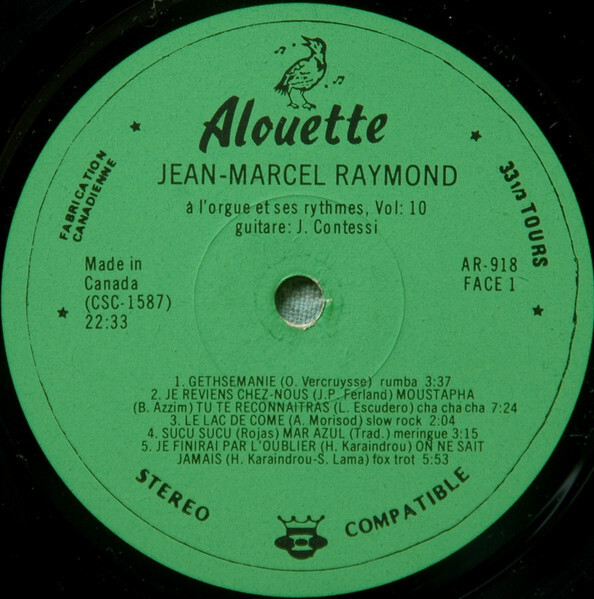 Alouette
JEAN-MARCEL RAYMOND
à l'orgue et ses rythmes, Vol: 10
guitare: J. Contessi
FABRICATION
CANADIENNE
33 1/3 TOURS
Made in
Canada
(CSC-1587)
22:33
AR-918
FACE 1
1. GETHSEMANIE (O. Vercruysse) rumba 3:37
2. JE REVIENS CHEZ-NOUS (J.P. Ferland) MOUSTAPHA
(B. Azzim) TU TE RECONNAITRAS (L. Escudero) cha cha cha 7:24
3. LE LAC DE COME (A. Morisod) slow rock 2:04
4. SUCU SUCU (Rojas) MAR AZUL (Trad.) meringue 3:15
5. JE FINIRAI PAR L'OUBLIER (H. Karaindrou) ON NE SAIT
JAMAIS (H. Karaindrou-S. Lama) fox trot 5:53
STEREO COMPATIBLE